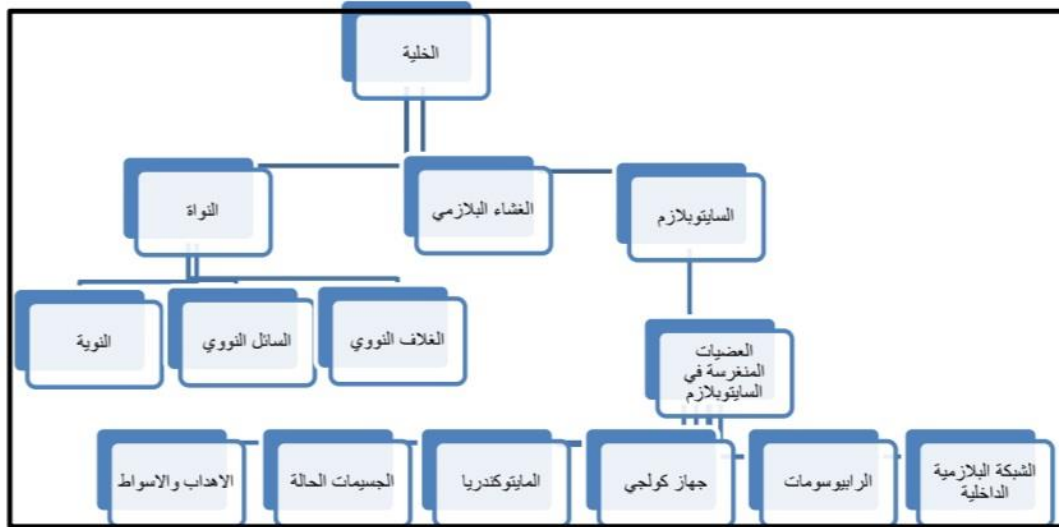 الخلية
السايتوبلازم
الغشاء البلازمي
النواة
الغلاف النووي
السائل النووي
النوية
العضيات
المنغرسة في
السايتوبلازم
الشبكة البلازمية
الداخلية
الرايبوسومات
جهاز كولجي
المايتوكندريا
الجسيمات الحالة
الاهداب والاسواط